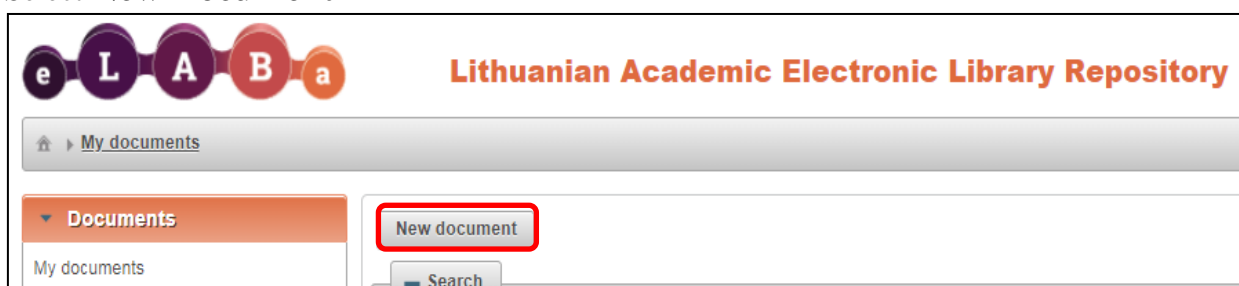 e L A B a
Lithuanian Academic Electronic Library Repository
My documents
Documents
New document
My documents
Search